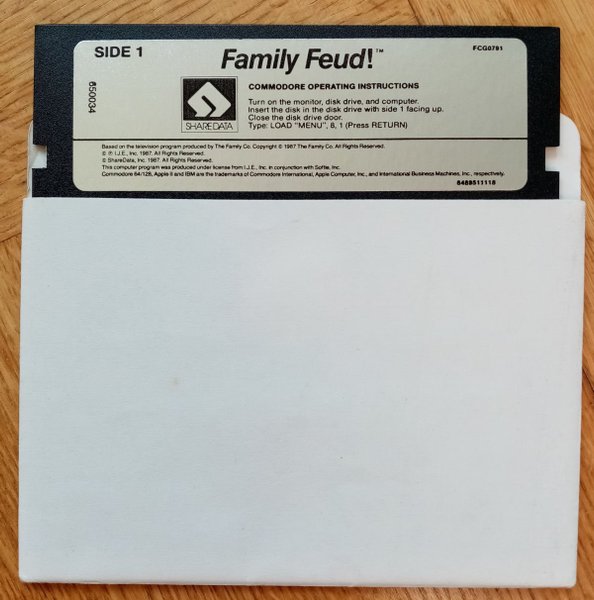 SIDE 1
Family Feud!™
FCG0791
650034
SHAREDATA
COMMODORE OPERATING INSTRUCTIONS
Turn on the monitor, disk drive, and computer.
Insert the disk in the disk drive with side 1 facing up.
Close the disk drive door.
Type: LOAD "MENU", 8, 1 (Press RETURN)
Based on the television program produced by The Family Co. Copyright © 1987 The Family Co. All Rights Reserved.
© ℗ I.J.E., Inc. 1987. All Rights Reserved.
© ShareData, Inc. 1987. All Rights Reserved.
This computer program was produced under license from I.J.E., Inc. in conjunction with Softie, Inc.
Commodore 64/128, Apple II and IBM are the trademarks of Commodore International, Apple Computer, Inc., and International Business Machines, Inc., respectively.
6489511118